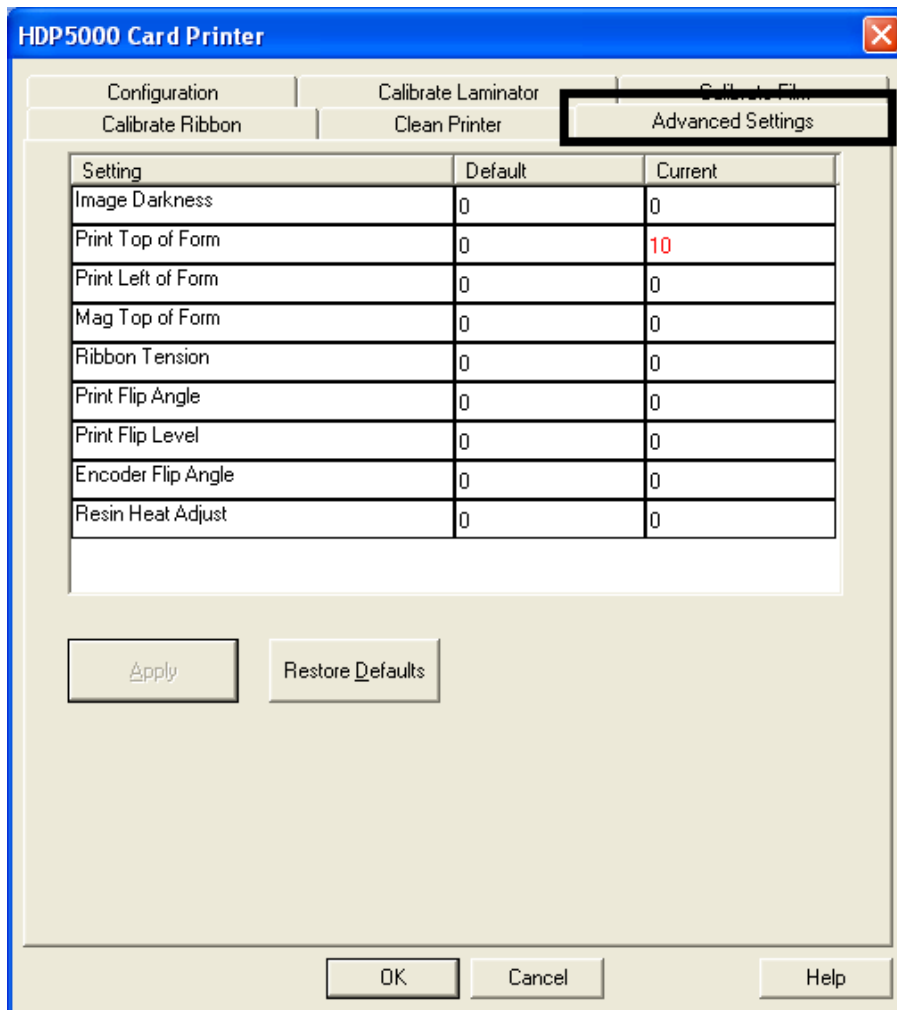 HDP5000 Card Printer
Configuration Calibrate Laminator Calibrate Film
Calibrate Ribbon Clean Printer Advanced Settings
Setting Default Current
Image Darkness 0 0
Print Top of Form 0 10
Print Left of Form 0 0
Mag Top of Form 0 0
Ribbon Tension 0 0
Print Flip Angle 0 0
Print Flip Level 0 0
Encoder Flip Angle 0 0
Resin Heat Adjust 0 0
Apply Restore Defaults
OK Cancel Help